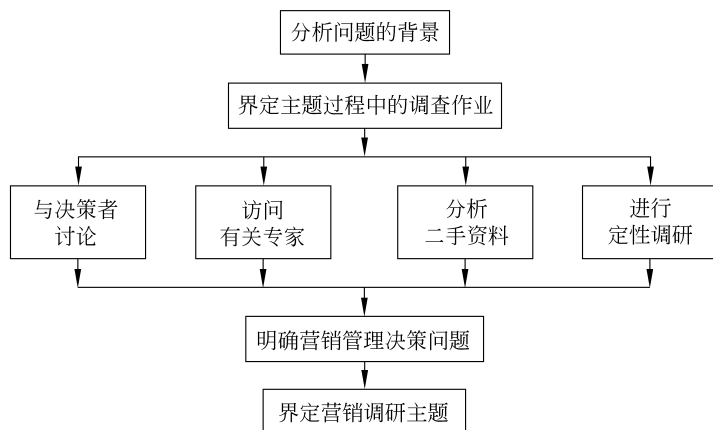 分析问题的背景
界定主题过程中的调查作业
与决策者
讨论
访问
有关专家
分析
二手资料
进行
定性调研
明确营销管理决策问题
界定营销调研主题